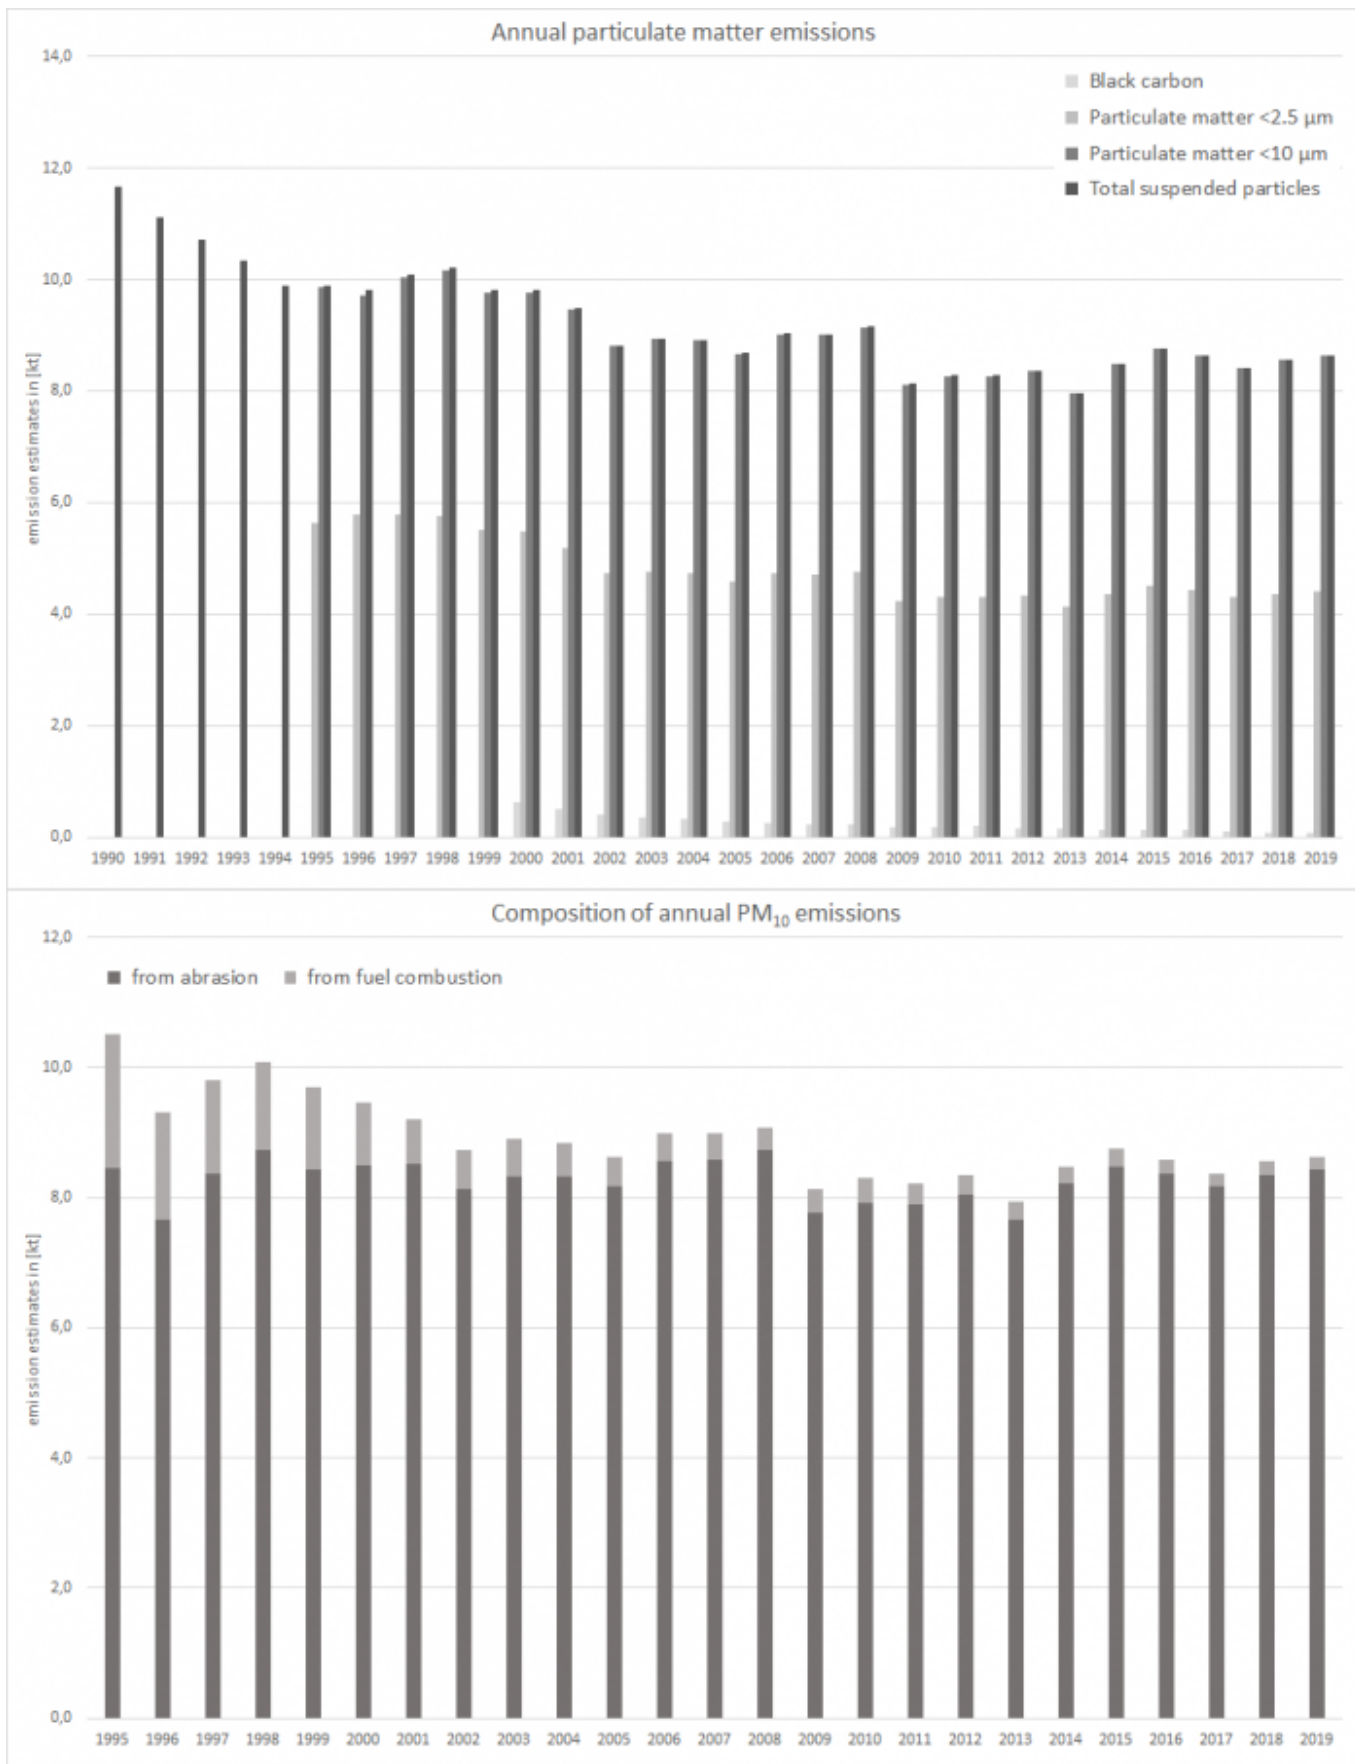 Annual particulate matter emissions
14,0
12,0
10,0
8,0
6,0
4,0
2,0
0,0
emission estimates in [kt]
Black carbon
Particulate matter <2.5 µm
Particulate matter <10 µm
Total suspended particles
1990 1991 1992 1993 1994 1995 1996 1997 1998 1999 2000 2001 2002 2003 2004 2005 2006 2007 2008 2009 2010 2011 2012 2013 2014 2015 2016 2017 2018 2019
Composition of annual PM₁₀ emissions
12,0
10,0
8,0
6,0
4,0
2,0
0,0
emission estimates in [kt]
from abrasion from fuel combustion
1995 1996 1997 1998 1999 2000 2001 2002 2003 2004 2005 2006 2007 2008 2009 2010 2011 2012 2013 2014 2015 2016 2017 2018 2019